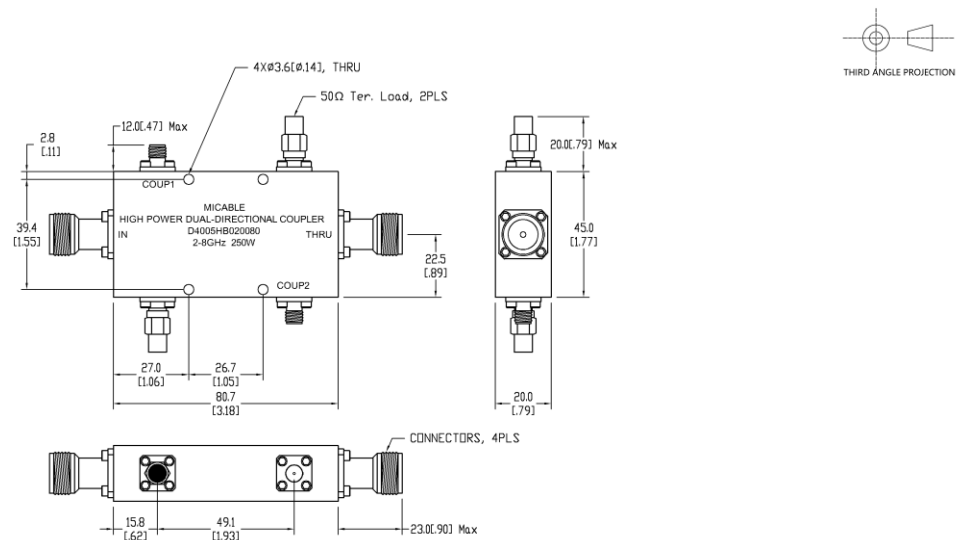 THIRD ANGLE PROJECTION
4XØ3.6[Ø.14], THRU
50Ω Ter. Load, 2PLS
12.0[.47] Max
2.8
[.11]
20.0[.79] Max
COUP1
MICABLE
HIGH POWER DUAL-DIRECTIONAL COUPLER
D4005HB020080
2-8GHz 250W
IN
THRU
39.4
[1.55]
45.0
[1.77]
22.5
[.89]
COUP2
27.0
[1.06]
26.7
[1.05]
80.7
[3.18]
20.0
[.79]
CONNECTORS, 4PLS
15.8
[.62]
49.1
[1.93]
23.0[.90] Max